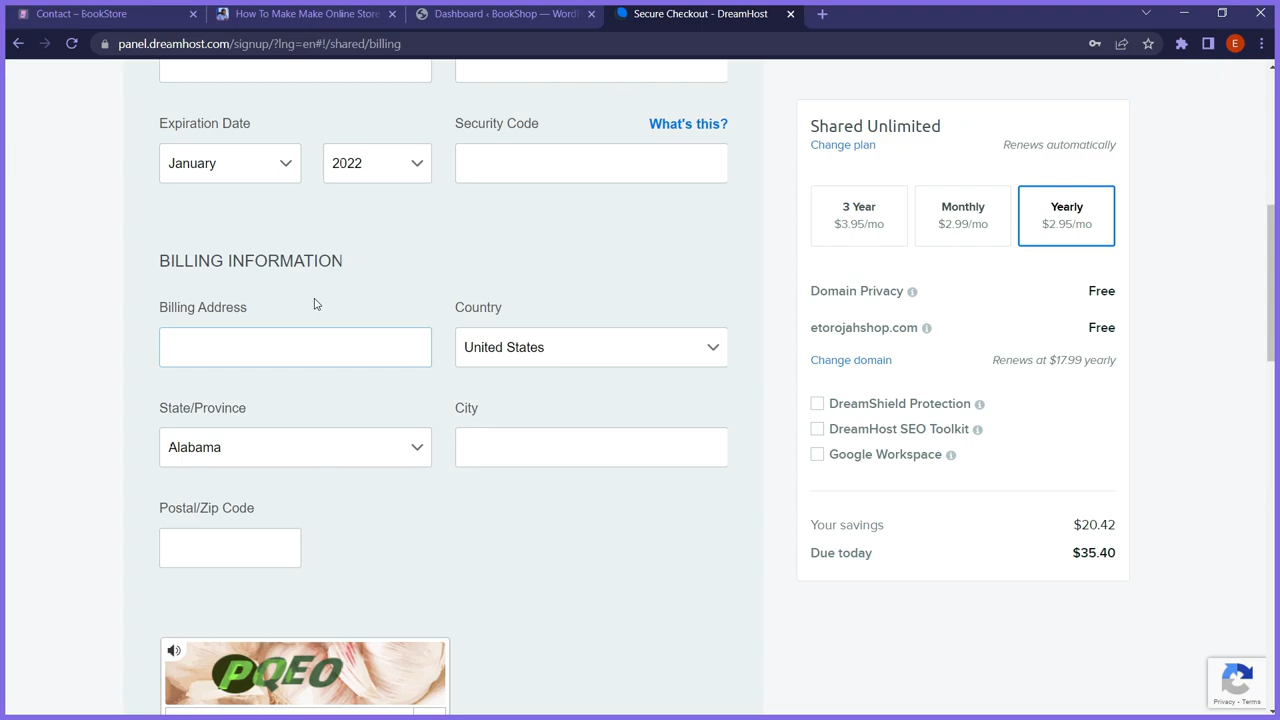 Contact – BookStore
How To Make Make Online Store
Dashboard ‹ BookShop — Word
Secure Checkout - DreamHost
panel.dreamhost.com/signup/?lng=en#!/shared/billing
E
Expiration Date
Security Code
What's this?
January
2022
BILLING INFORMATION
Billing Address
Country
United States
State/Province
City
Alabama
Postal/Zip Code
PQEO
Shared Unlimited
Change plan
Renews automatically
3 Year
$3.95/mo
Monthly
$2.99/mo
Yearly
$2.95/mo
Domain Privacy
Free
etorojahshop.com
Free
Change domain
Renews at $17.99 yearly
DreamShield Protection
DreamHost SEO Toolkit
Google Workspace
Your savings
$20.42
Due today
$35.40
Privacy - Terms